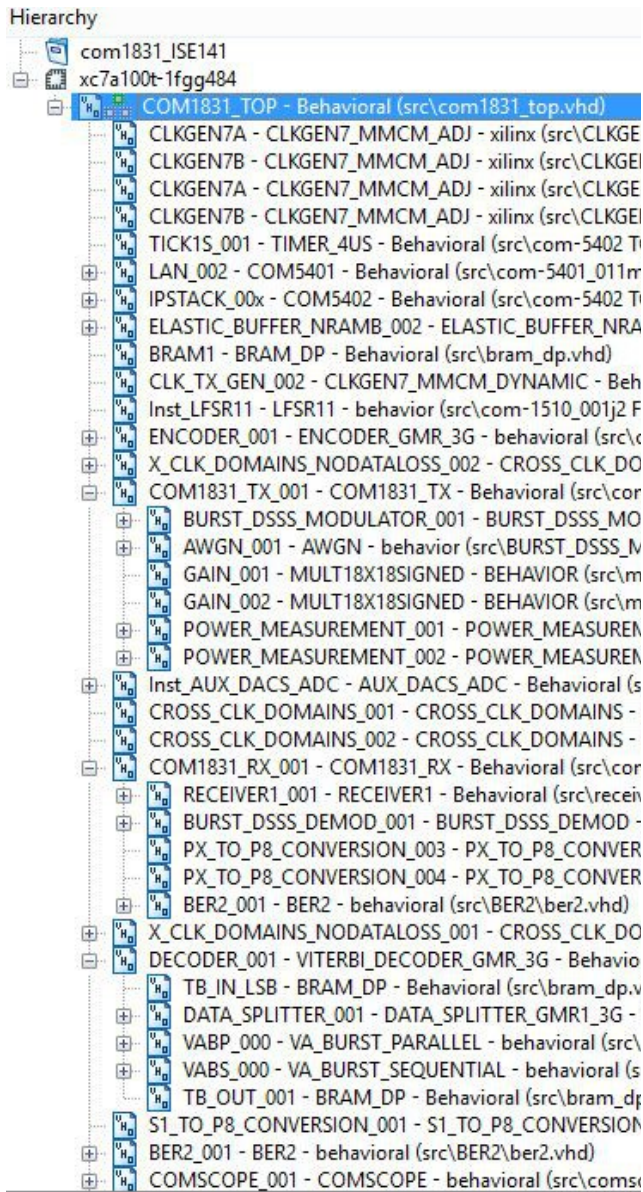 Hierarchy
com1831_ISE141
xc7a100t-1fgg484
COM1831_TOP - Behavioral (src\com1831_top.vhd)
CLKGEN7A - CLKGEN7_MMCM_ADJ - xilinx (src\CLKGE
CLKGEN7B - CLKGEN7_MMCM_ADJ - xilinx (src\CLKGE
CLKGEN7A - CLKGEN7_MMCM_ADJ - xilinx (src\CLKGE
CLKGEN7B - CLKGEN7_MMCM_ADJ - xilinx (src\CLKGE
TICK1S_001 - TIMER_4US - Behavioral (src\com-5402 T
LAN_002 - COM5401 - Behavioral (src\com-5401_011m
IPSTACK_00x - COM5402 - Behavioral (src\com-5402 T
ELASTIC_BUFFER_NRAMB_002 - ELASTIC_BUFFER_NRA
BRAM1 - BRAM_DP - Behavioral (src\bram_dp.vhd)
CLK_TX_GEN_002 - CLKGEN7_MMCM_DYNAMIC - Beh
Inst_LFSR11 - LFSR11 - behavior (src\com-1510_001j2 F
ENCODER_001 - ENCODER_GMR_3G - behavioral (src\c
X_CLK_DOMAINS_NODATALOSS_002 - CROSS_CLK_DO
COM1831_TX_001 - COM1831_TX - Behavioral (src\com
BURST_DSSS_MODULATOR_001 - BURST_DSSS_MO
AWGN_001 - AWGN - behavior (src\BURST_DSSS_M
GAIN_001 - MULT18X18SIGNED - BEHAVIOR (src\m
GAIN_002 - MULT18X18SIGNED - BEHAVIOR (src\m
POWER_MEASUREMENT_001 - POWER_MEASUREM
POWER_MEASUREMENT_002 - POWER_MEASUREM
Inst_AUX_DACS_ADC - AUX_DACS_ADC - Behavioral (s
CROSS_CLK_DOMAINS_001 - CROSS_CLK_DOMAINS -
CROSS_CLK_DOMAINS_002 - CROSS_CLK_DOMAINS -
COM1831_RX_001 - COM1831_RX - Behavioral (src\com
RECEIVER1_001 - RECEIVER1 - Behavioral (src\receiv
BURST_DSSS_DEMOD_001 - BURST_DSSS_DEMOD -
PX_TO_P8_CONVERSION_003 - PX_TO_P8_CONVER
PX_TO_P8_CONVERSION_004 - PX_TO_P8_CONVER
BER2_001 - BER2 - behavioral (src\BER2\ber2.vhd)
X_CLK_DOMAINS_NODATALOSS_001 - CROSS_CLK_DO
DECODER_001 - VITERBI_DECODER_GMR_3G - Behavio
TB_IN_LSB - BRAM_DP - Behavioral (src\bram_dp.v
DATA_SPLITTER_001 - DATA_SPLITTER_GMR1_3G -
VABP_000 - VA_BURST_PARALLEL - behavioral (src\
VABS_000 - VA_BURST_SEQUENTIAL - behavioral (s
TB_OUT_001 - BRAM_DP - Behavioral (src\bram_dp
S1_TO_P8_CONVERSION_001 - S1_TO_P8_CONVERSION
BER2_001 - BER2 - behavioral (src\BER2\ber2.vhd)
COMSCOPE_001 - COMSCOPE - behavioral (src\coms